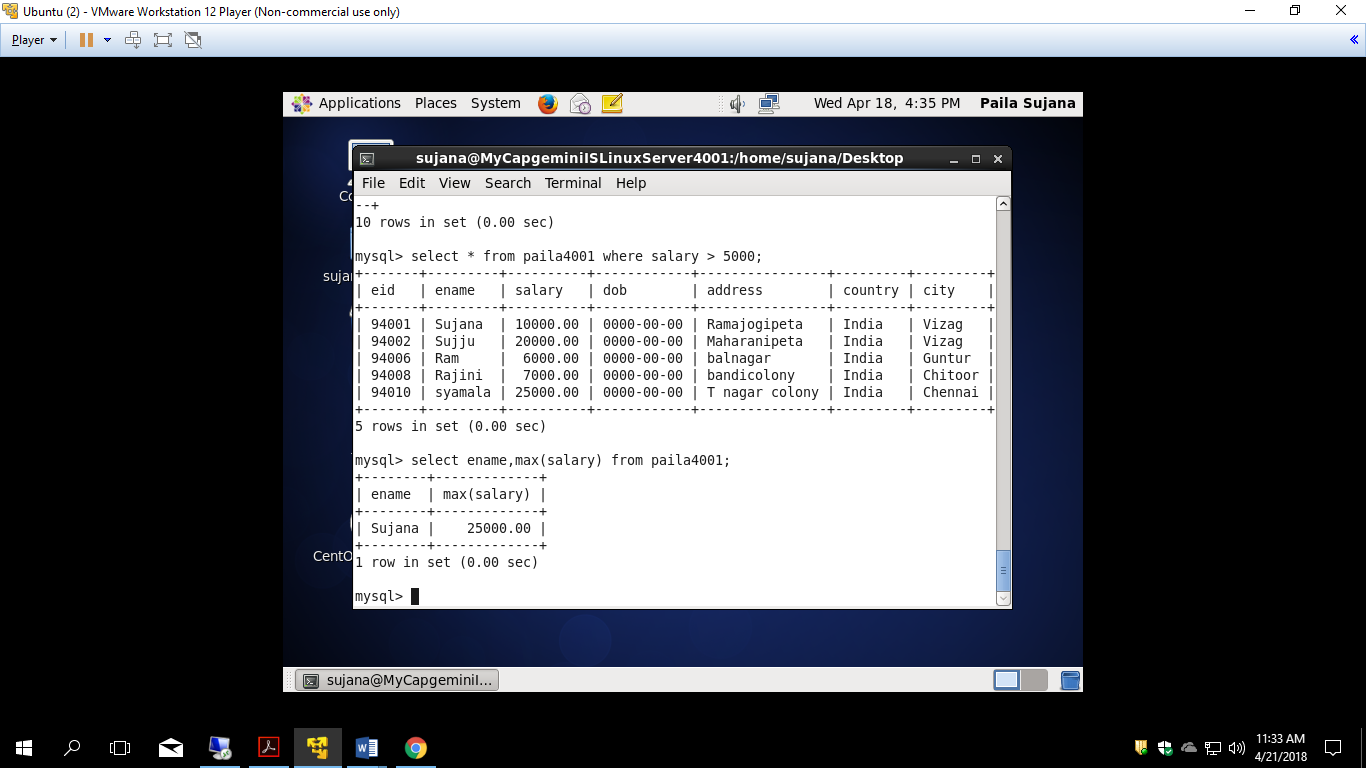 Ubuntu (2) - VMware Workstation 12 Player (Non-commercial use only)
Player
Applications Places System Wed Apr 18, 4:35 PM Paila Sujana
sujana@MyCapgeminiISLinuxServer4001:/home/sujana/Desktop
File Edit View Search Terminal Help
--+
10 rows in set (0.00 sec)
mysql> select * from paila4001 where salary > 5000;
+-------+---------+----------+------------+----------------+---------+---------+
| eid   | ename   | salary   | dob        | address        | country | city    |
+-------+---------+----------+------------+----------------+---------+---------+
| 94001 | Sujana  | 10000.00 | 0000-00-00 | Ramajogipeta   | India   | Vizag   |
| 94002 | Sujju   | 20000.00 | 0000-00-00 | Maharanipeta   | India   | Vizag   |
| 94006 | Ram     |  6000.00 | 0000-00-00 | balnagar       | India   | Guntur  |
| 94008 | Rajini  |  7000.00 | 0000-00-00 | bandicolony    | India   | Chitoor |
| 94010 | syamala | 25000.00 | 0000-00-00 | T nagar colony | India   | Chennai |
+-------+---------+----------+------------+----------------+---------+---------+
5 rows in set (0.00 sec)
mysql> select ename,max(salary) from paila4001;
+--------+-------------+
| ename  | max(salary) |
+--------+-------------+
| Sujana |    25000.00 |
+--------+-------------+
1 row in set (0.00 sec)
mysql>
sujana@MyCapgeminiI...
11:33 AM
4/21/2018